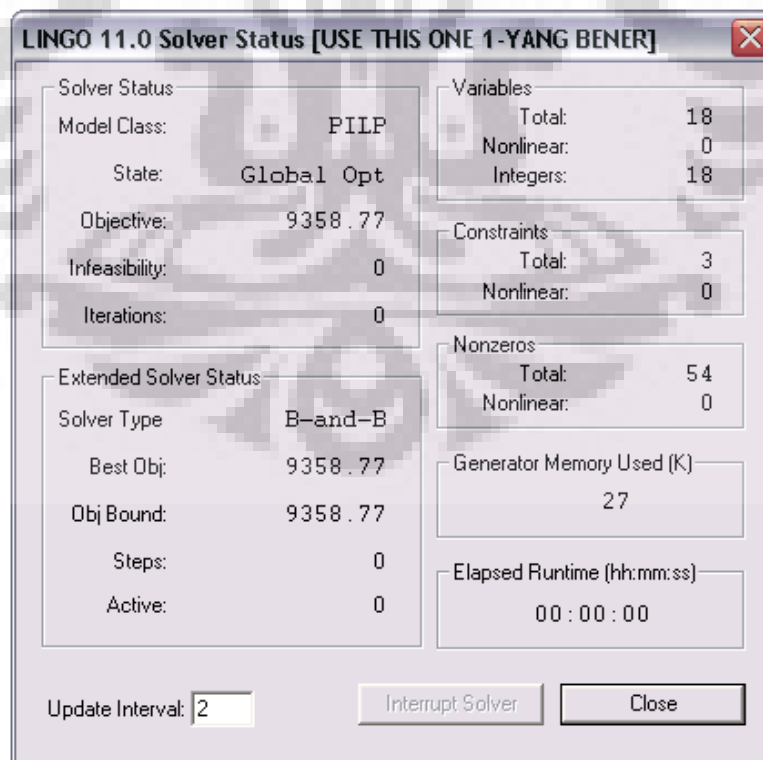 LINGO 11.0 Solver Status [USE THIS ONE 1-YANG BENER]
Solver Status
Model Class: PILP
State: Global Opt
Objective: 9358.77
Infeasibility: 0
Iterations: 0
Extended Solver Status
Solver Type B-and-B
Best Obj: 9358.77
Obj Bound: 9358.77
Steps: 0
Active: 0
Variables
Total: 18
Nonlinear: 0
Integers: 18
Constraints
Total: 3
Nonlinear: 0
Nonzeros
Total: 54
Nonlinear: 0
Generator Memory Used (K)
27
Elapsed Runtime (hh:mm:ss)
00:00:00
Update Interval: 2
Interrupt Solver
Close